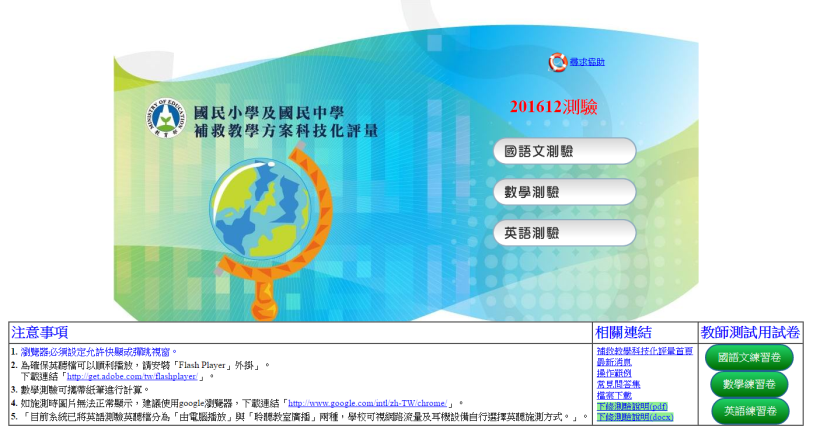 尋求協助
201612測驗
MINISTRY OF EDUCATION
教育部
國民小學及國民中學
補救教學方案科技化評量
國語文測驗
數學測驗
英語測驗
注意事項
1. 瀏覽器必須設定允許快顯或彈跳視窗。
2. 為確保英聽檔可以順利播放，請安裝「Flash Player」外掛」。
下載連結「http://get.adobe.com/tw/flashplayer/」。
3. 數學測驗可攜帶紙筆進行計算。
4. 如施測時圖片無法正常顯示，建議使用google瀏覽器，下載連結「http://www.google.com/intl/zh-TW/chrome/」。
5. 「目前系統已將英語測驗英聽檔分為「由電腦播放」與「聆聽教室廣播」兩種，學校可視網路流量及耳機設備自行選擇英聽施測方式。」。
相關連結
補救教學科技化評量首頁
最新消息
操作範例
常見問答集
檔案下載
下修測驗說明(pdf)
下修測驗說明(docx)
教師測試用試卷
國語文練習卷
數學練習卷
英語練習卷